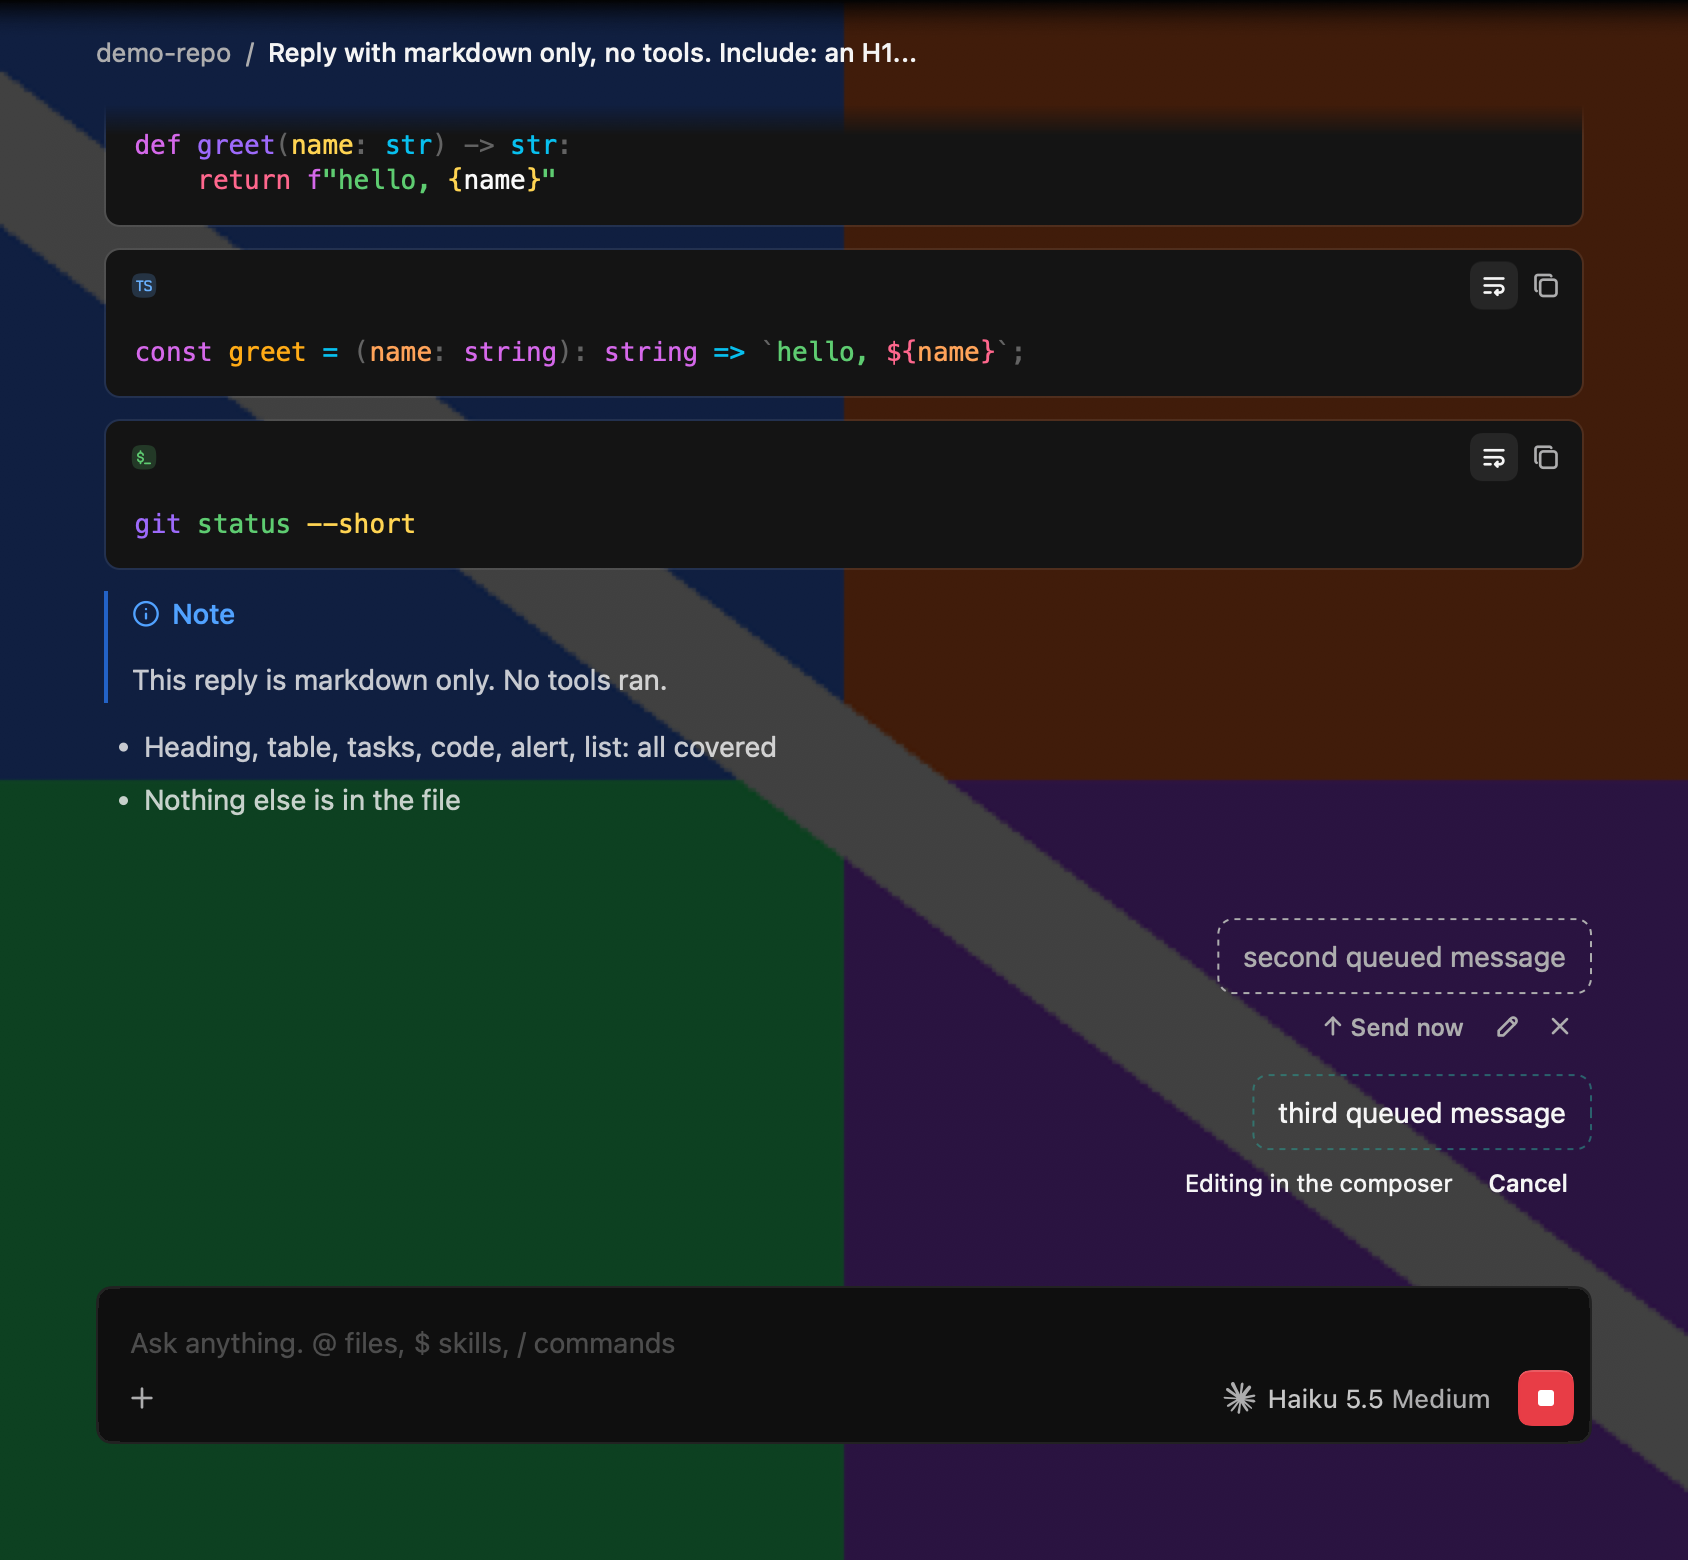 demo-repo / Reply with markdown only, no tools. Include: an H1...
def greet(name: str) -> str:
    return f"hello, {name}"
TS
const greet = (name: string): string => `hello, ${name}`;
$_
git status --short
Note
This reply is markdown only. No tools ran.
• Heading, table, tasks, code, alert, list: all covered
• Nothing else is in the file
second queued message
Send now
third queued message
Editing in the composer Cancel
Ask anything. @ files, $ skills, / commands
Haiku 5.5 Medium